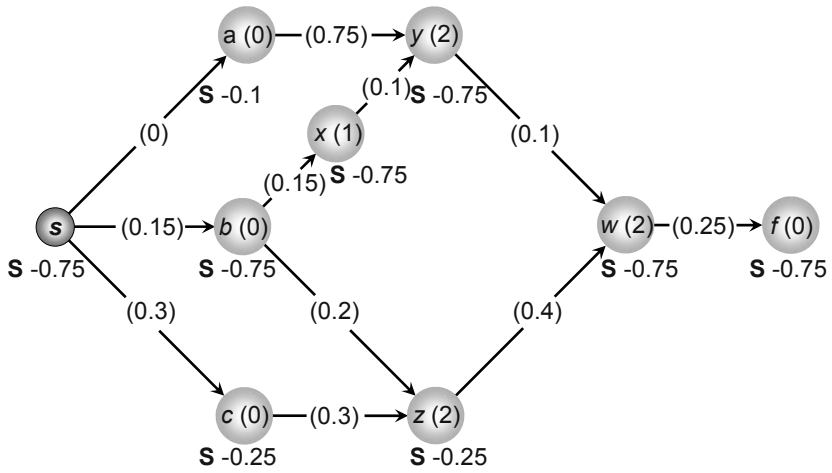 a (0)
(0.75)
y (2)
S -0.1
(0.1)
S -0.75
(0)
x (1)
(0.1)
(0.15)
S -0.75
s
(0.15)
b (0)
w (2)
(0.25)
f (0)
S -0.75
S -0.75
S -0.75
S -0.75
(0.3)
(0.2)
(0.4)
c (0)
(0.3)
z (2)
S -0.25
S -0.25